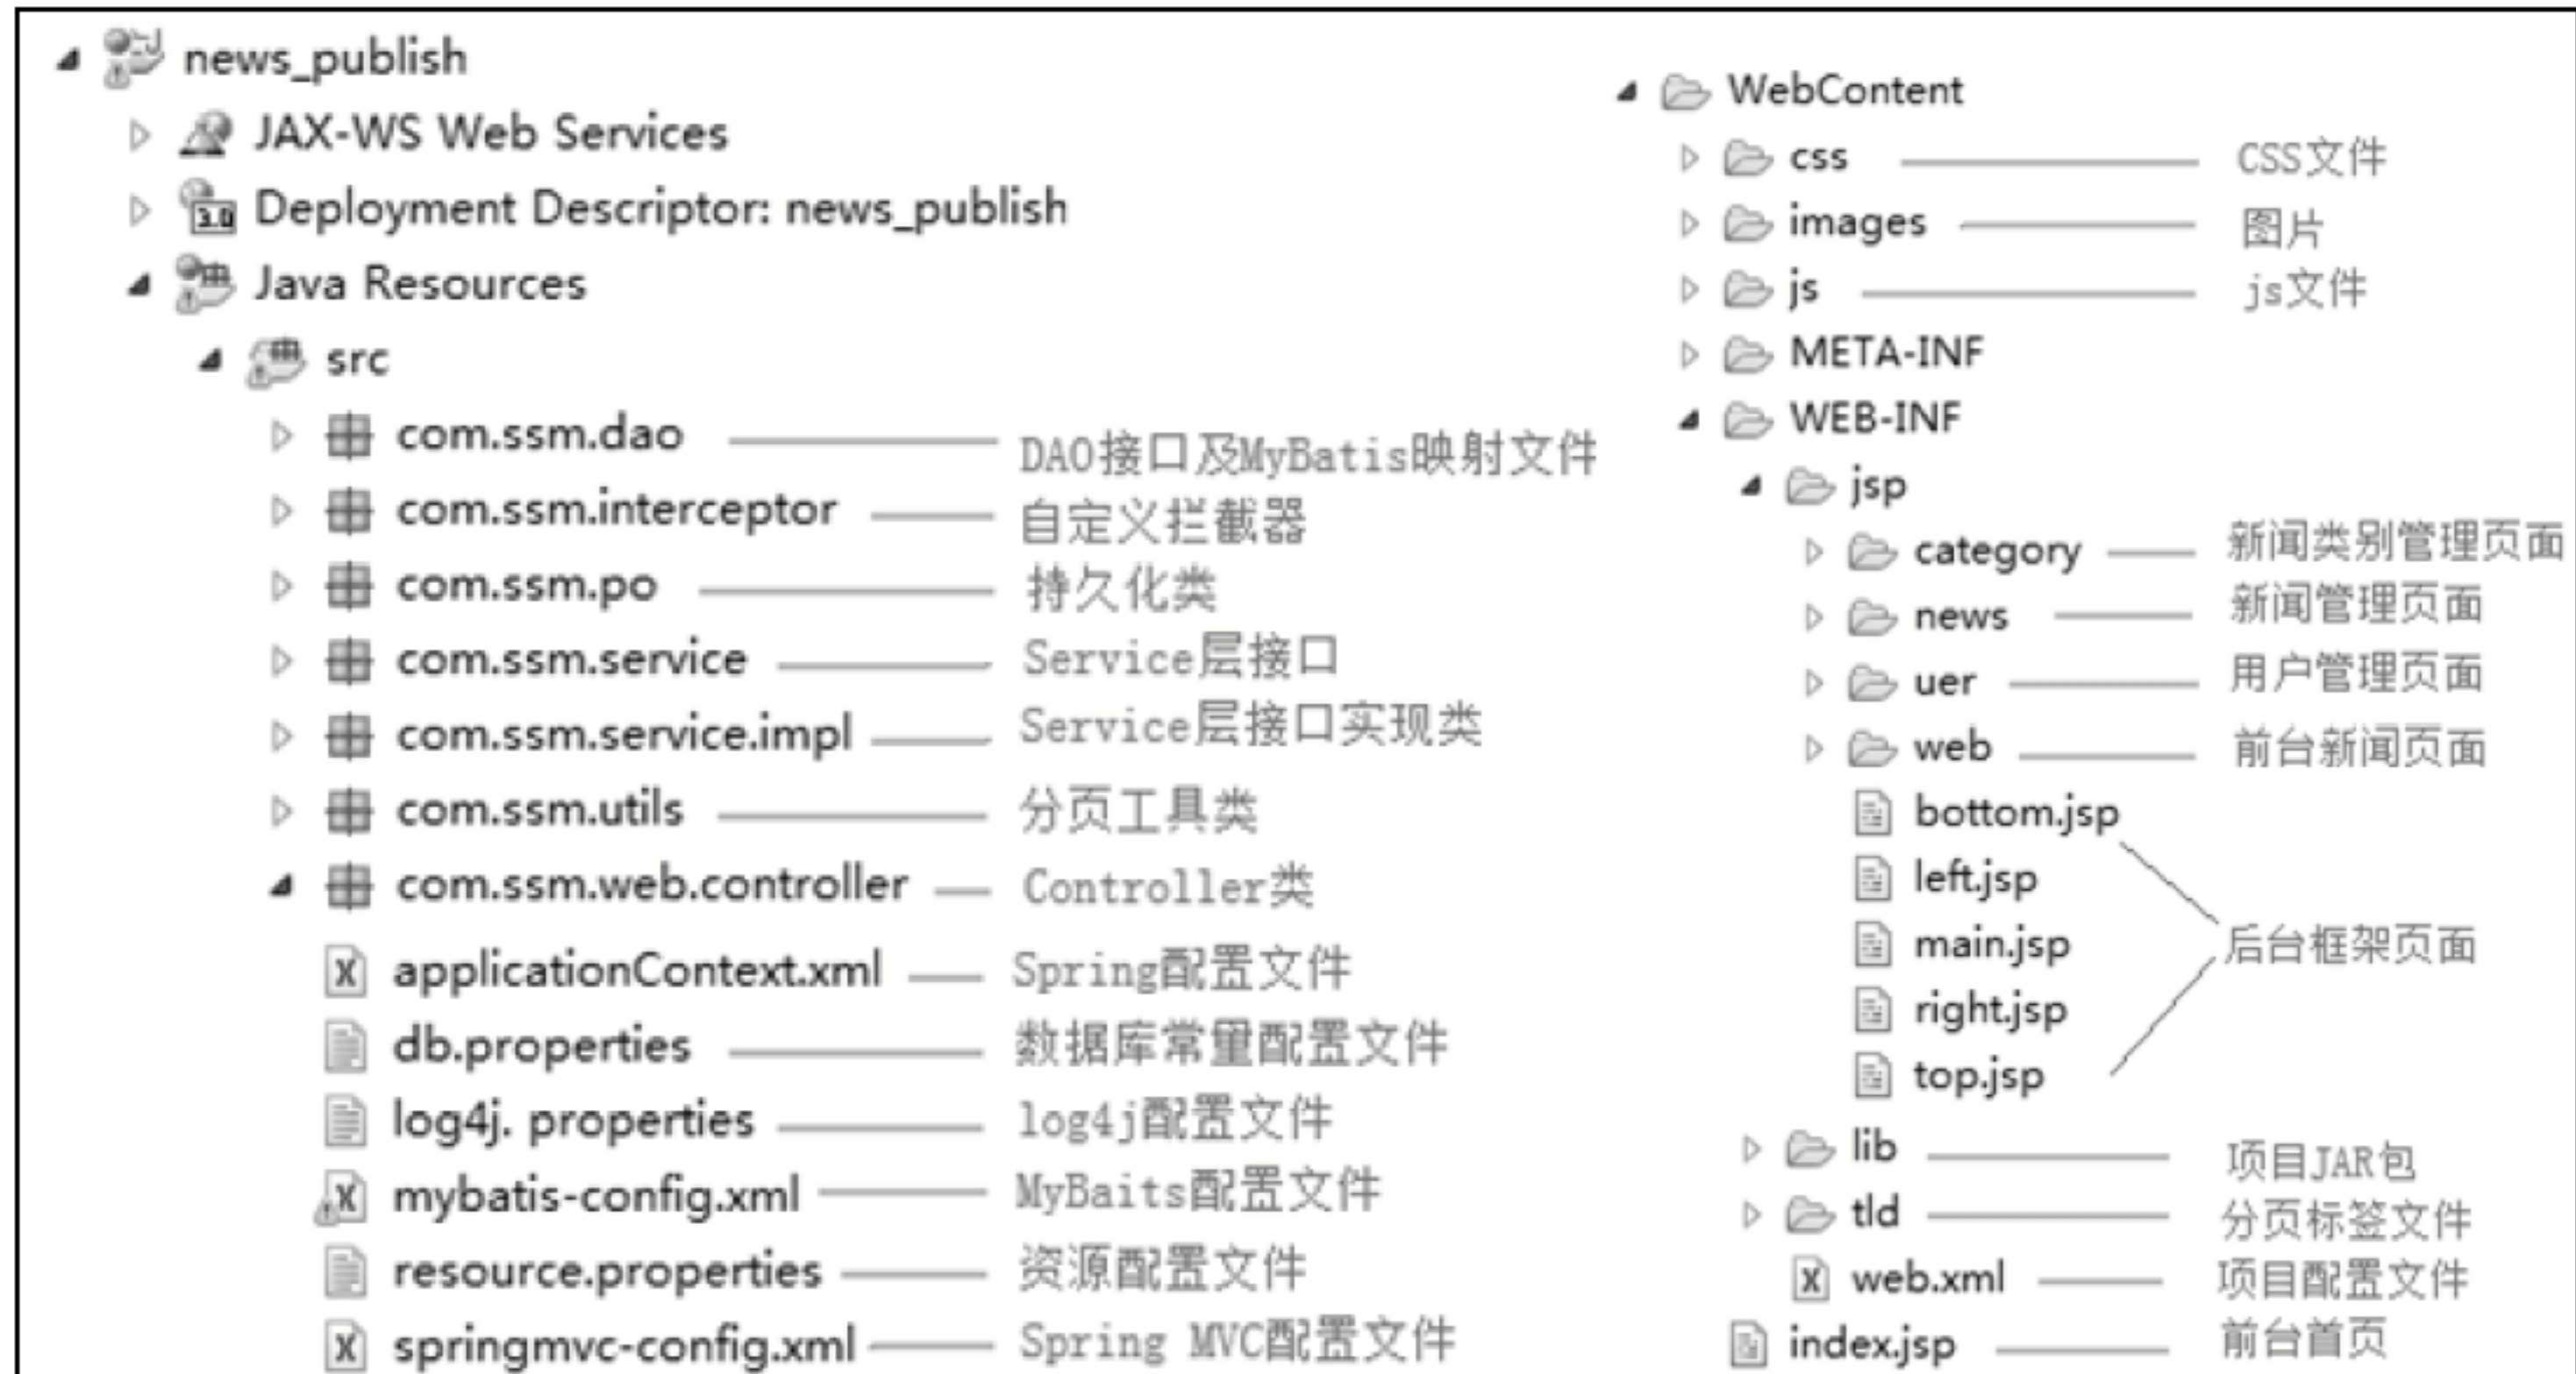 news_publish
JAX-WS Web Services
Deployment Descriptor: news_publish
Java Resources
src
com.ssm.dao DAO接口及MyBatis映射文件
com.ssm.interceptor 自定义拦截器
com.ssm.po 持久化类
com.ssm.service Service层接口
com.ssm.service.impl Service层接口实现类
com.ssm.utils 分页工具类
com.ssm.web.controller Controller类
applicationContext.xml Spring配置文件
db.properties 数据库常量配置文件
log4j. properties log4j配置文件
mybatis-config.xml MyBaits配置文件
resource.properties 资源配置文件
springmvc-config.xml Spring MVC配置文件
WebContent
css CSS文件
images 图片
js js文件
META-INF
WEB-INF
jsp
category 新闻类别管理页面
news 新闻管理页面
uer 用户管理页面
web 前台新闻页面
bottom.jsp
left.jsp
main.jsp 后台框架页面
right.jsp
top.jsp
lib 项目JAR包
tld 分页标签文件
web.xml 项目配置文件
index.jsp 前台首页